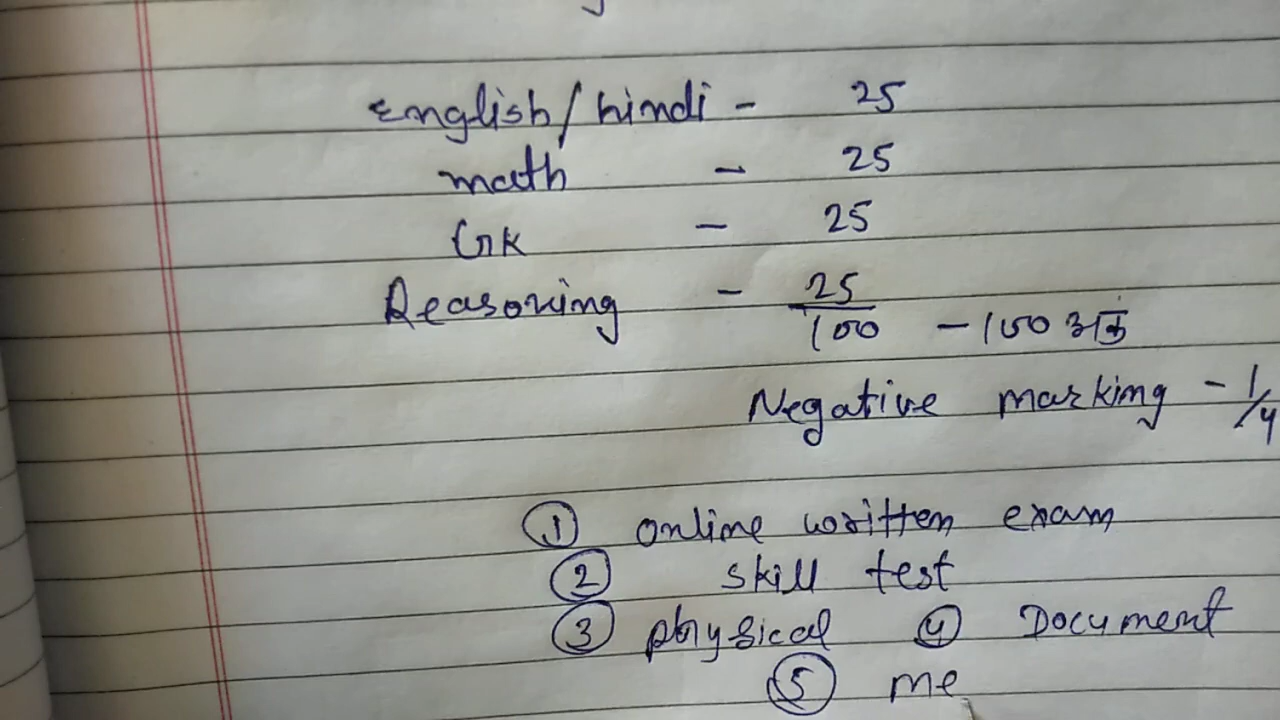 English/hindi - 25
math - 25
GK - 25
Reasoning - 25
100 - 100 अंक
Negative marking - 1/4
① online written exam
② skill test
③ physical ④ Document
⑤ me